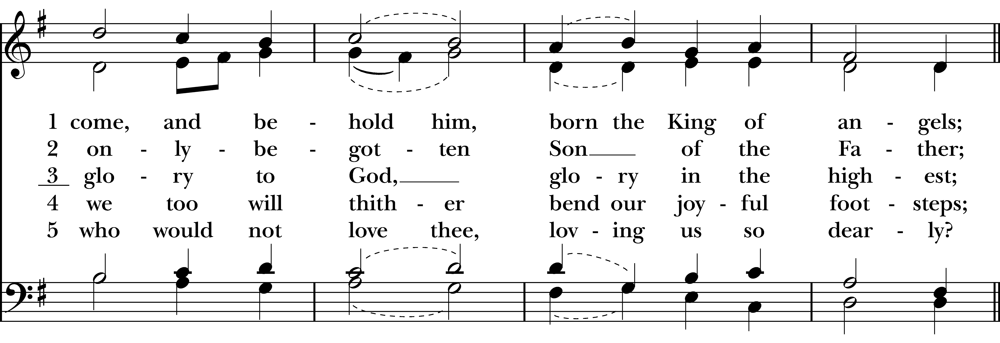 1 come, and be - hold him, born the King of an - gels;
2 on - ly - be - got - ten Son of the Fa - ther;
3 glo - ry to God, glo - ry in the high - est;
4 we too will thith - er bend our joy - ful foot - steps;
5 who would not love thee, lov - ing us so dear - ly?